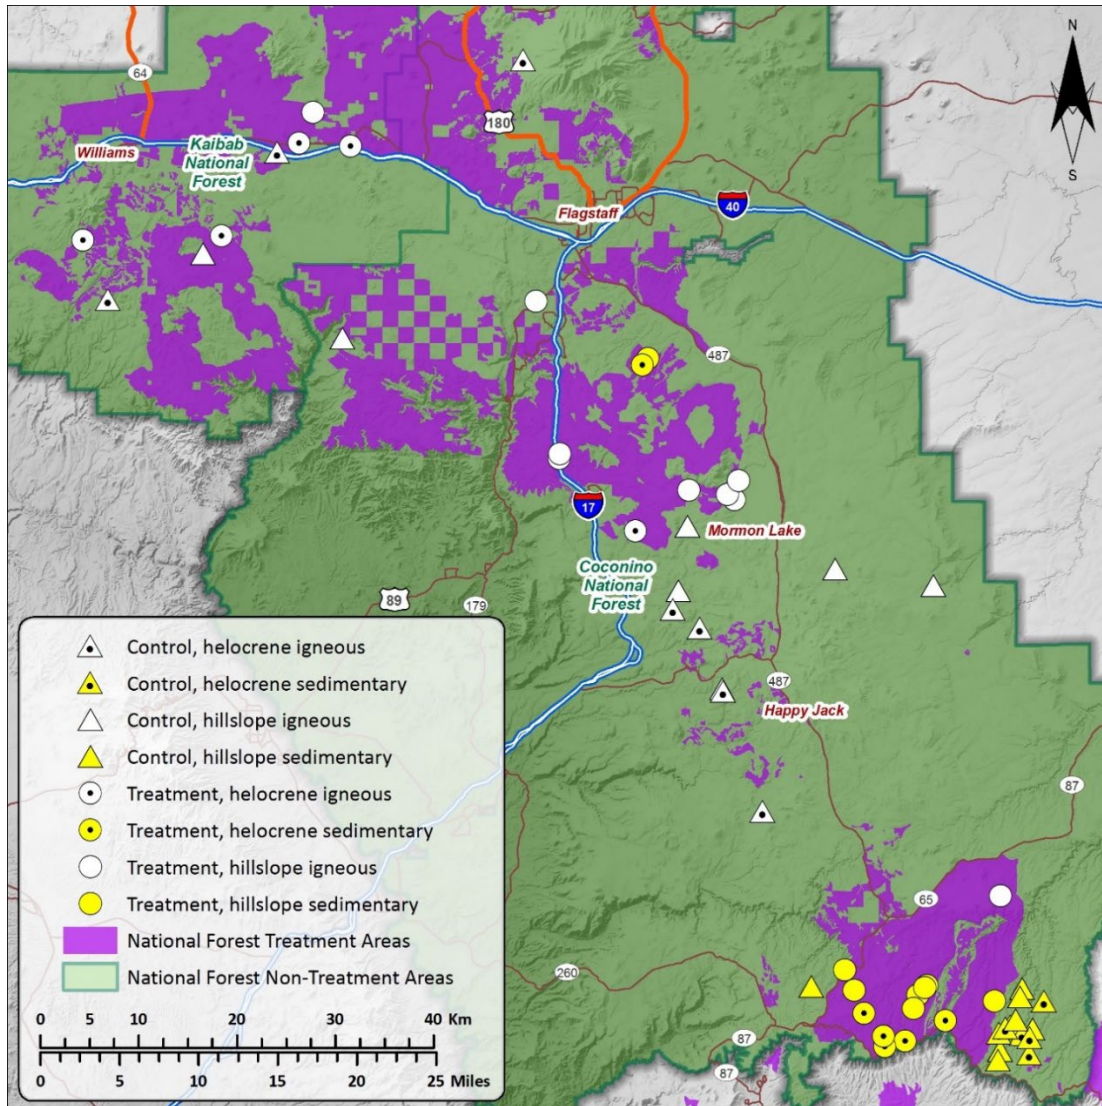 N
S
64
180
Williams
Kaibab
National
Forest
Flagstaff
40
487
17
Mormon Lake
Coconino
National
Forest
89
179
487
Happy Jack
87
65
260
87
87
Control, helocrene igneous
Control, helocrene sedimentary
Control, hillslope igneous
Control, hillslope sedimentary
Treatment, helocrene igneous
Treatment, helocrene sedimentary
Treatment, hillslope igneous
Treatment, hillslope sedimentary
National Forest Treatment Areas
National Forest Non-Treatment Areas
0 5 10 20 30 40 Km
0 5 10 15 20 25 Miles